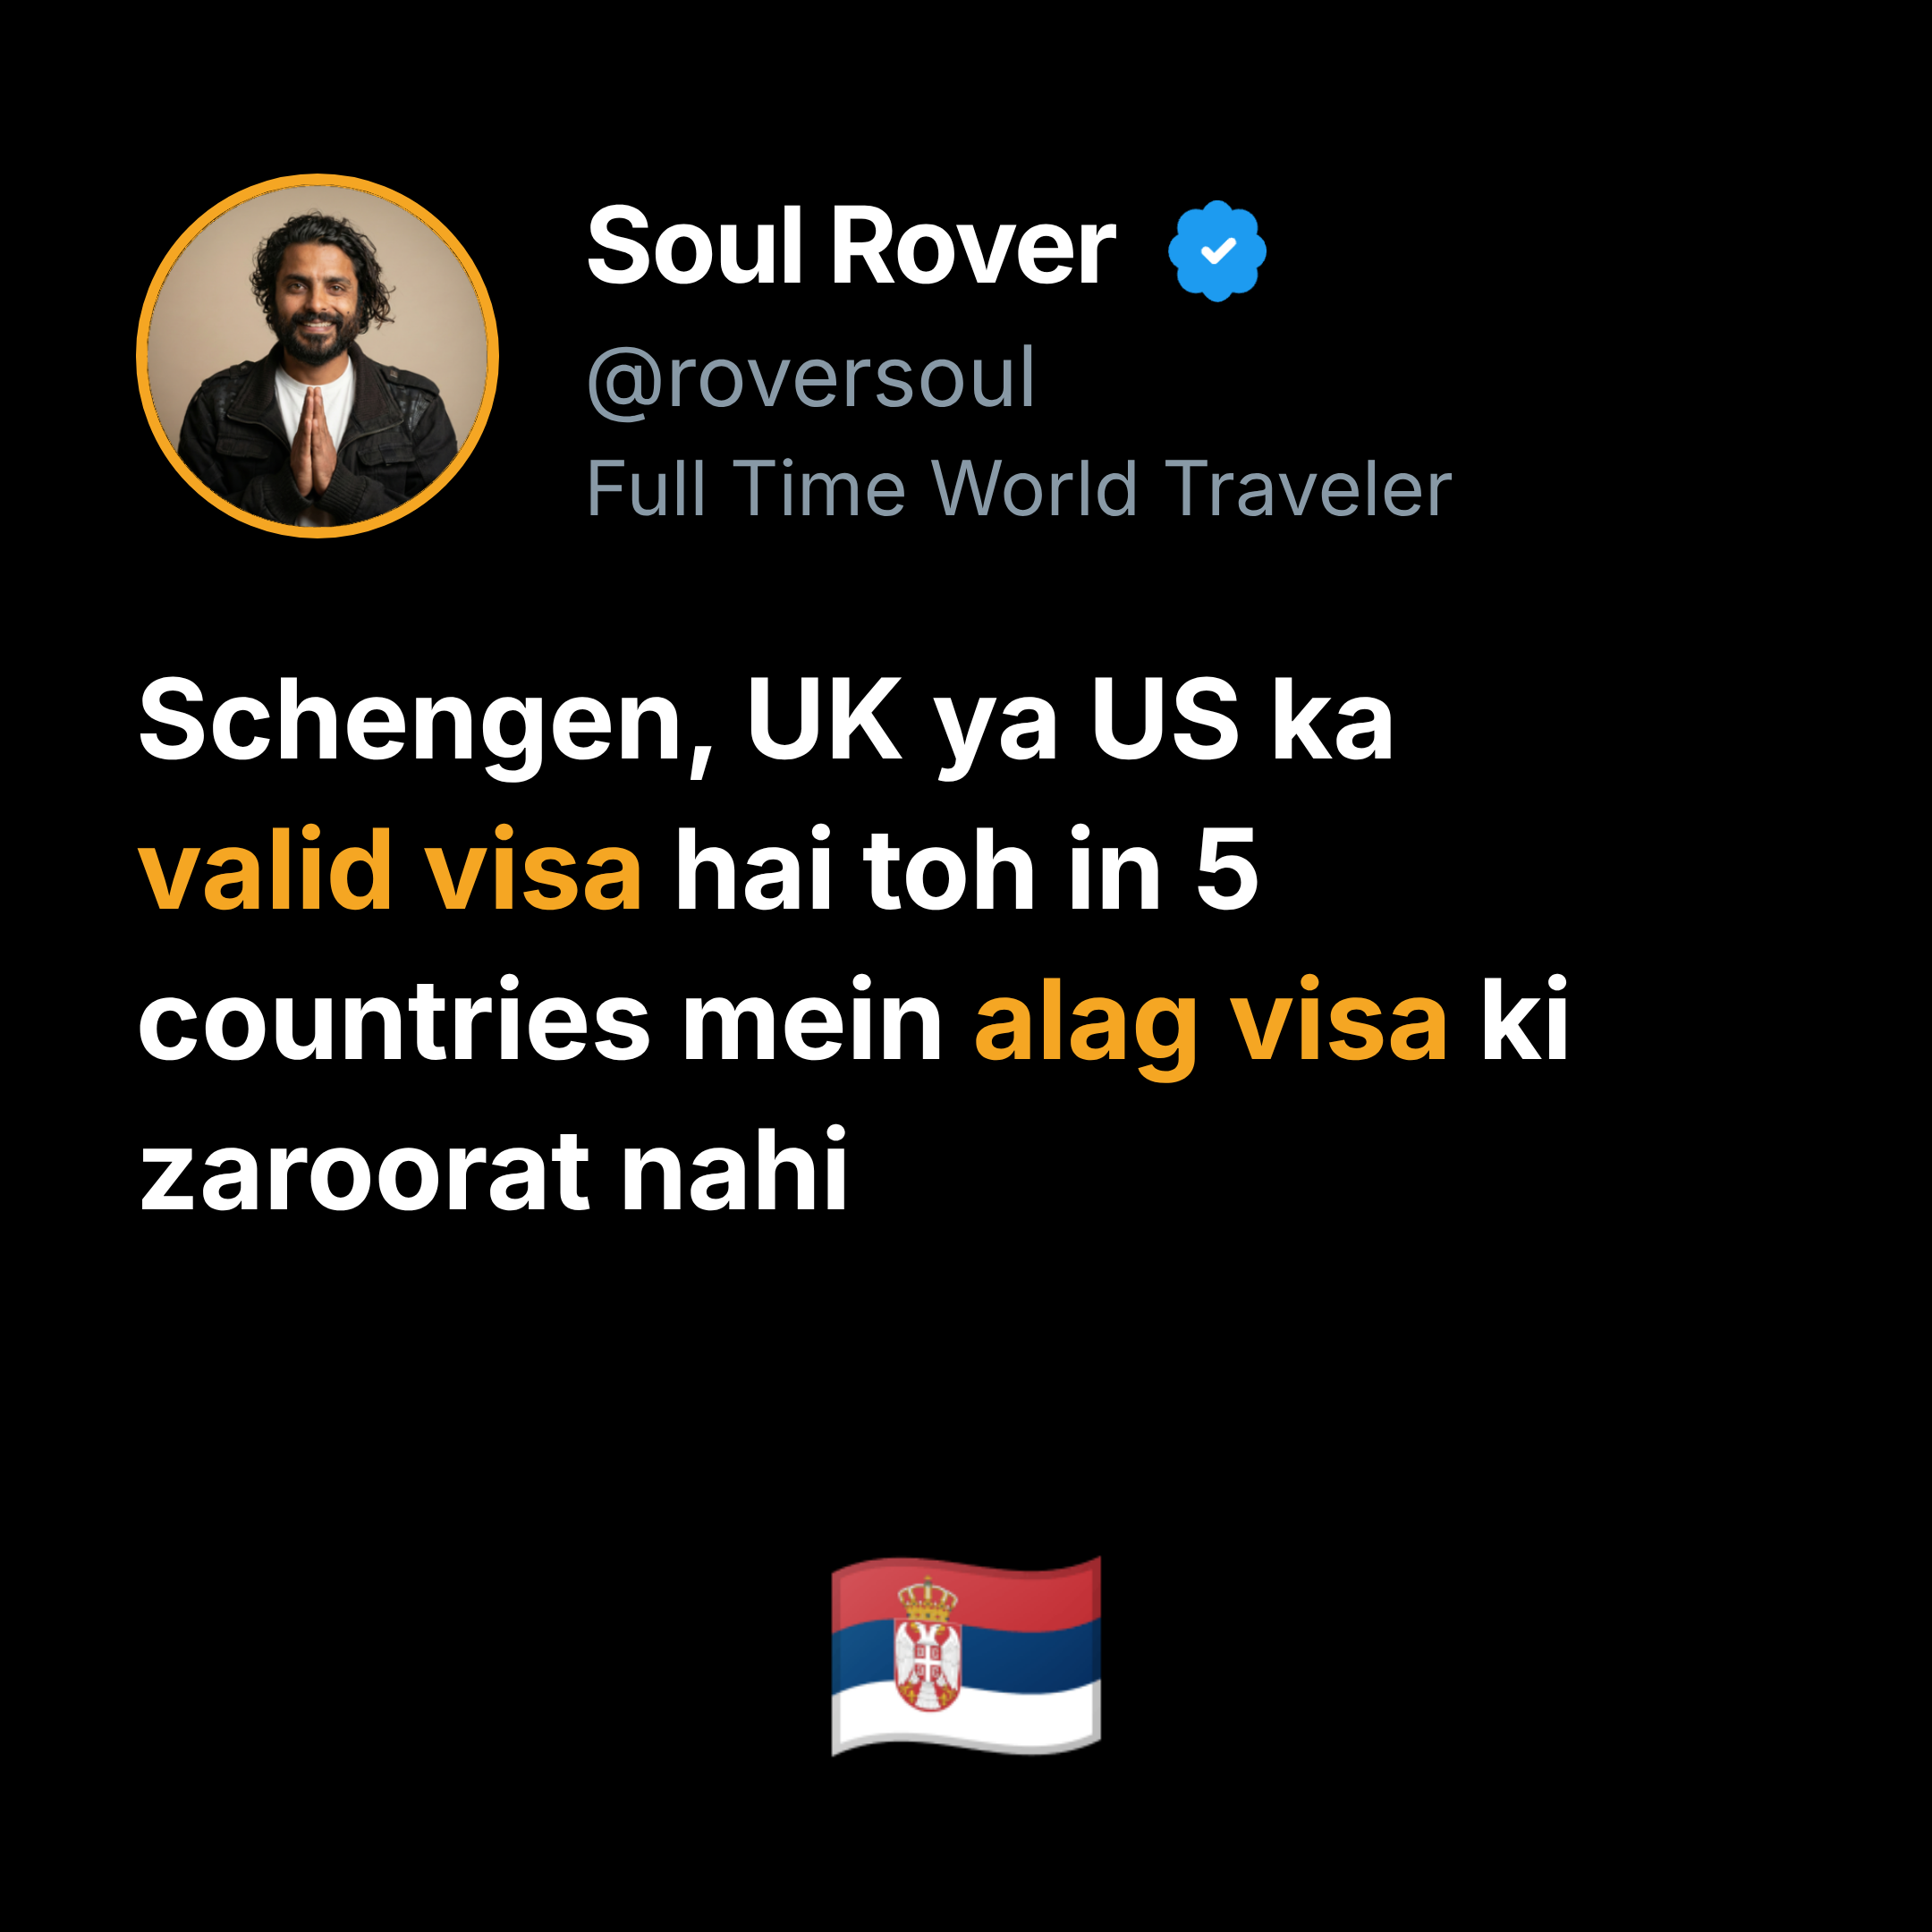 Soul Rover
@roversoul
Full Time World Traveler
Schengen, UK ya US ka
valid visa hai toh in 5
countries mein alag visa ki
zaroorat nahi